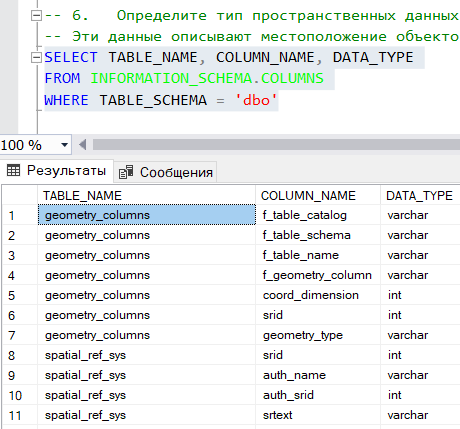 -- 6. Определите тип пространственных данных
-- Эти данные описывают местоположение объекто
SELECT TABLE_NAME, COLUMN_NAME, DATA_TYPE
FROM INFORMATION_SCHEMA.COLUMNS
WHERE TABLE_SCHEMA = 'dbo'
100 %
Результаты Сообщения
TABLE_NAME COLUMN_NAME DATA_TYPE
1 geometry_columns f_table_catalog varchar
2 geometry_columns f_table_schema varchar
3 geometry_columns f_table_name varchar
4 geometry_columns f_geometry_column varchar
5 geometry_columns coord_dimension int
6 geometry_columns srid int
7 geometry_columns geometry_type varchar
8 spatial_ref_sys srid int
9 spatial_ref_sys auth_name varchar
10 spatial_ref_sys auth_srid int
11 spatial_ref_sys srtext varchar